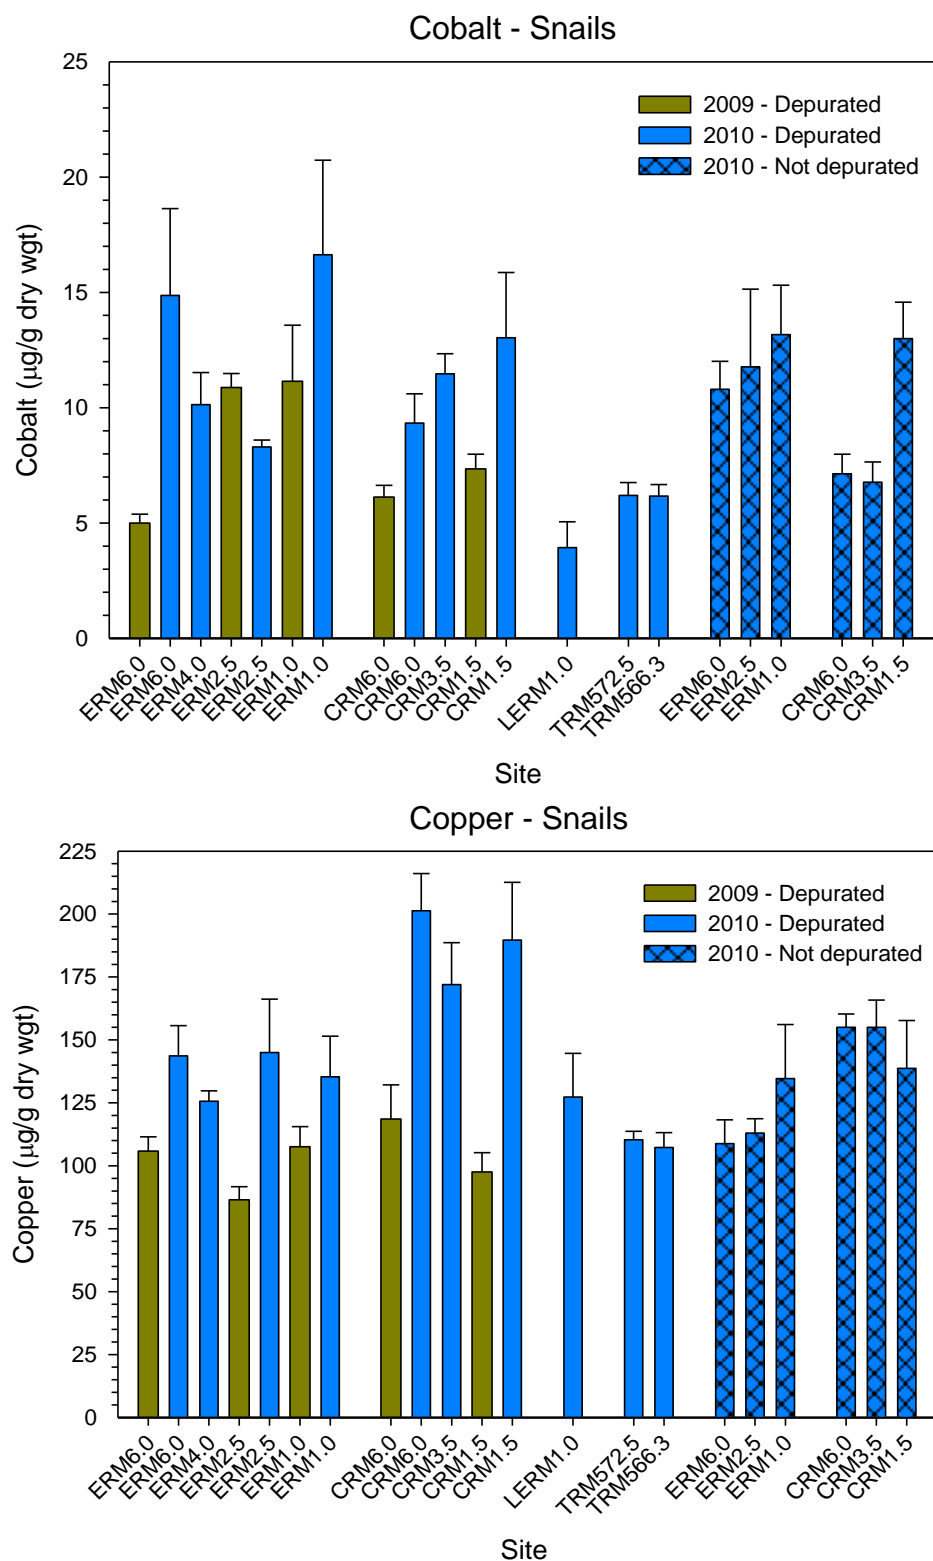 Cobalt - Snails
25
20
15
10
5
0
Cobalt (µg/g dry wgt)
2009 - Depurated
2010 - Depurated
2010 - Not depurated
ERM6.0
ERM6.0
ERM4.0
ERM2.5
ERM2.5
ERM1.0
ERM1.0
CRM6.0
CRM6.0
CRM3.5
CRM1.5
CRM1.5
LERM1.0
TRM572.5
TRM566.3
ERM6.0
ERM2.5
ERM1.0
CRM6.0
CRM3.5
CRM1.5
Site
Copper - Snails
225
200
175
150
125
100
75
50
25
0
Copper (µg/g dry wgt)
2009 - Depurated
2010 - Depurated
2010 - Not depurated
ERM6.0
ERM6.0
ERM4.0
ERM2.5
ERM2.5
ERM1.0
ERM1.0
CRM6.0
CRM6.0
CRM3.5
CRM1.5
CRM1.5
LERM1.0
TRM572.5
TRM566.3
ERM6.0
ERM2.5
ERM1.0
CRM6.0
CRM3.5
CRM1.5
Site